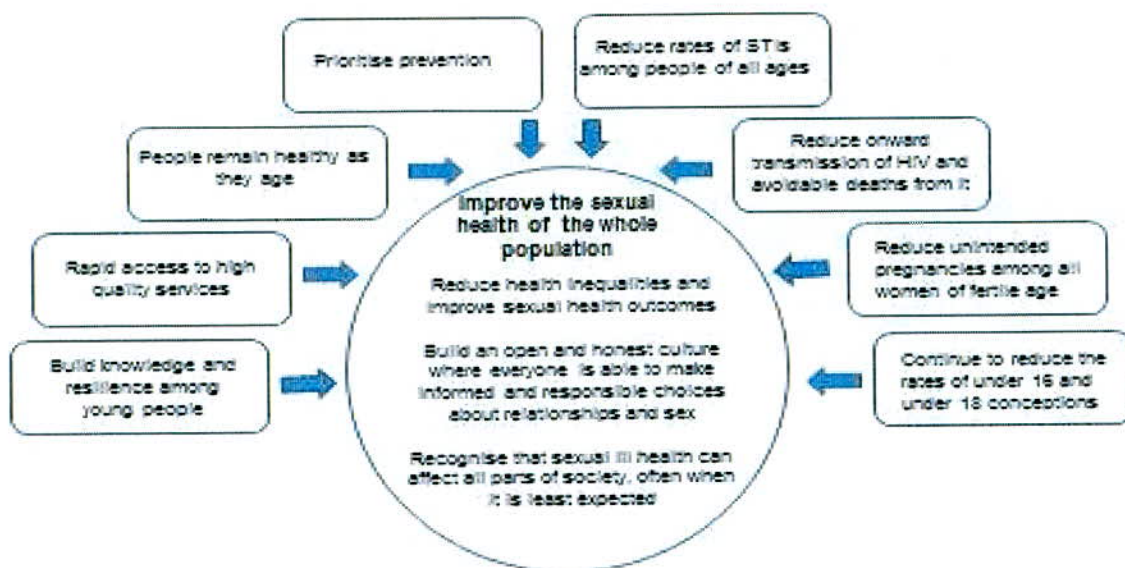 Prioritise prevention
Reduce rates of STIs
among people of all ages
People remain healthy as
they age
Reduce onward
transmission of HIV and
avoidable deaths from it
Rapid access to high
quality services
Reduce unintended
pregnancies among all
women of fertile age
Build knowledge and
resilience among
young people
Continue to reduce the
rates of under 16 and
under 18 conceptions
Improve the sexual
health of the whole
population
Reduce health inequalities and
improve sexual health outcomes
Build an open and honest culture
where everyone is able to make
informed and responsible choices
about relationships and sex
Recognise that sexual ill health can
affect all parts of society, often when
it is least expected